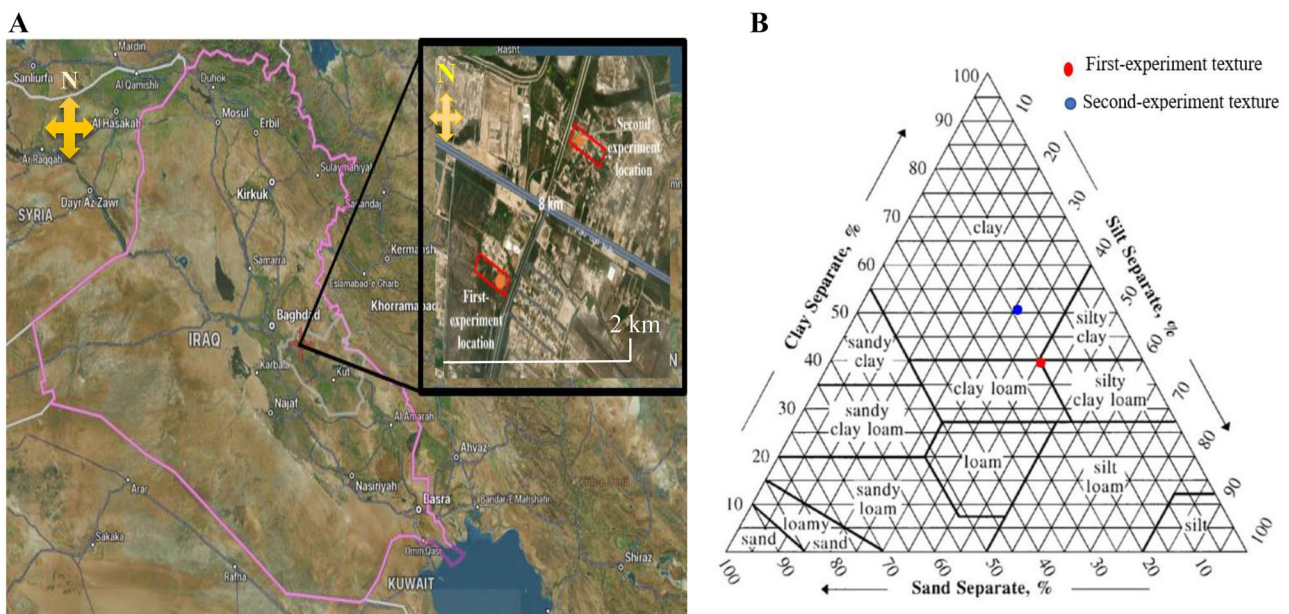 A
Mardin
Sanliurfa
N
Al Qamishli
Duhok
Al Hasakah
Mosul
Erbil
Ar Raqqah
Sulaymaniyah
Dayr Az Zawr
Kirkuk
Sanandaj
SYRIA
Kermansh
Samarra
Eslamabad-e Gharb
Khorramabad
Baghdad
IRAQ
Karbala
Kut
Najaf
Al Amarah
Ahvaz
Nasiriyah
Arar
Basra
Bandar-E Mahshahr
Sakaka
Umm Qasr
Rafha
KUWAIT
Shiraz
Rasht
N
Second
experiment
location
8 km
First-
experiment
location
2 km
N
B
First-experiment texture
Second-experiment texture
Clay Separate, %
Silt Separate, %
Sand Separate, %
100
90
80
70
60
50
40
30
20
10
10
20
30
40
50
60
70
80
90
100
100
90
80
70
60
50
40
30
20
10
clay
silty
clay
sandy
clay
clay loam
silty
clay loam
sandy
clay loam
loam
silt
loam
sandy
loam
silt
loamy
sand
sand